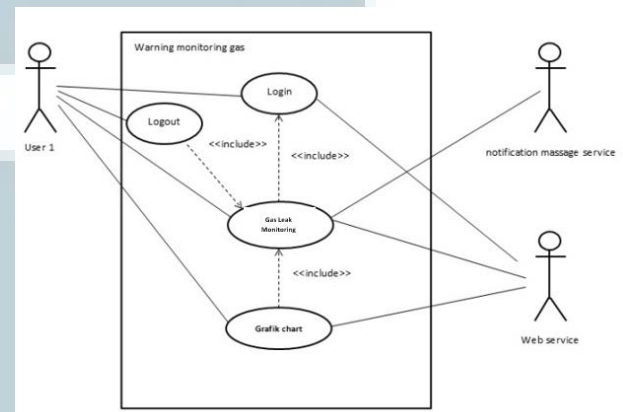 Warning monitoring gas
Login
Logout
<<include>>
<<include>>
User 1
notification massage service
Gas Leak
Monitoring
<<include>>
Grafik chart
Web service